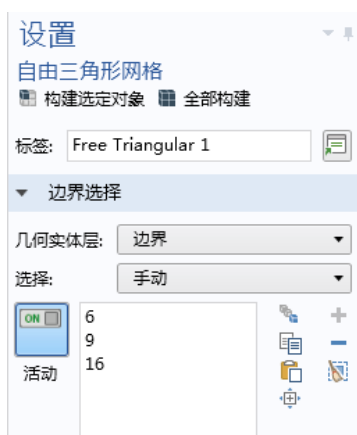 设置
自由三角形网格
构建选定对象 全部构建
标签: Free Triangular 1
边界选择
几何实体层: 边界
选择: 手动
ON
6
9
16
活动